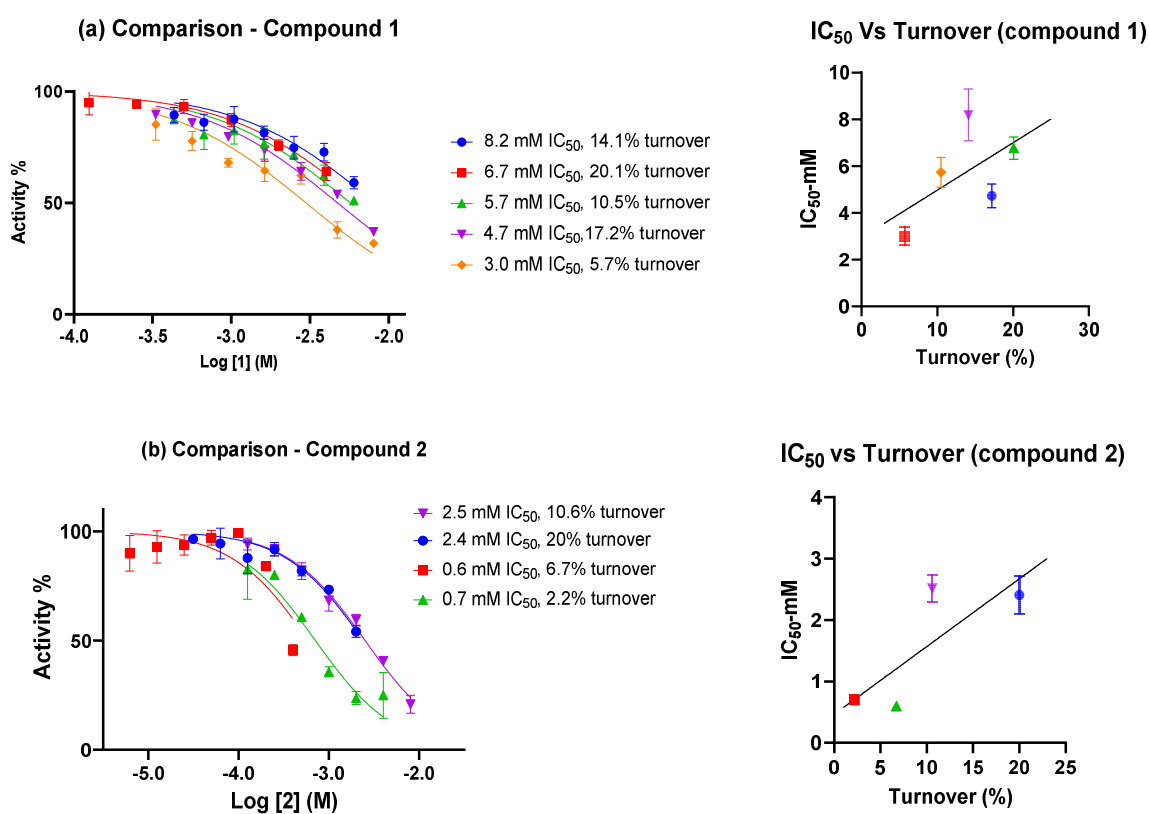 (a) Comparison - Compound 1
Activity %
100
50
0
-4.0 -3.5 -3.0 -2.5 -2.0
Log [1] (M)
8.2 mM IC50, 14.1% turnover
6.7 mM IC50, 20.1% turnover
5.7 mM IC50, 10.5% turnover
4.7 mM IC50,17.2% turnover
3.0 mM IC50, 5.7% turnover
IC50 Vs Turnover (compound 1)
IC50-mM
10
8
6
4
2
0
0 10 20 30
Turnover (%)
(b) Comparison - Compound 2
Activity %
100
50
0
-5.0 -4.0 -3.0 -2.0
Log [2] (M)
2.5 mM IC50, 10.6% turnover
2.4 mM IC50, 20% turnover
0.6 mM IC50, 6.7% turnover
0.7 mM IC50, 2.2% turnover
IC50 vs Turnover (compound 2)
IC50-mM
4
3
2
1
0
0 5 10 15 20 25
Turnover (%)